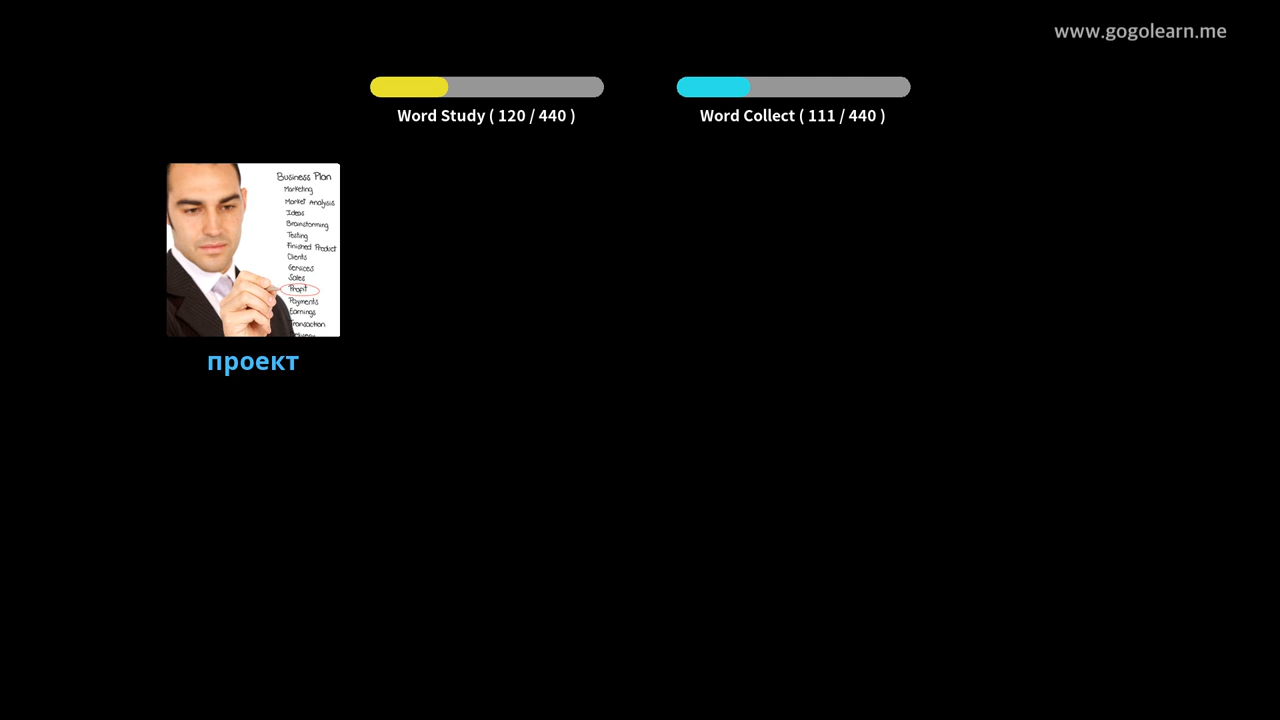 www.gogolearn.me
Word Study ( 120 / 440 )
Word Collect ( 111 / 440 )
Business Plan
Marketing
Market Analysis
Ideas
Brainstorming
Testing
Finished Product
Clients
Services
Sales
Profit
Payments
Earnings
Transaction
Delivery
проект